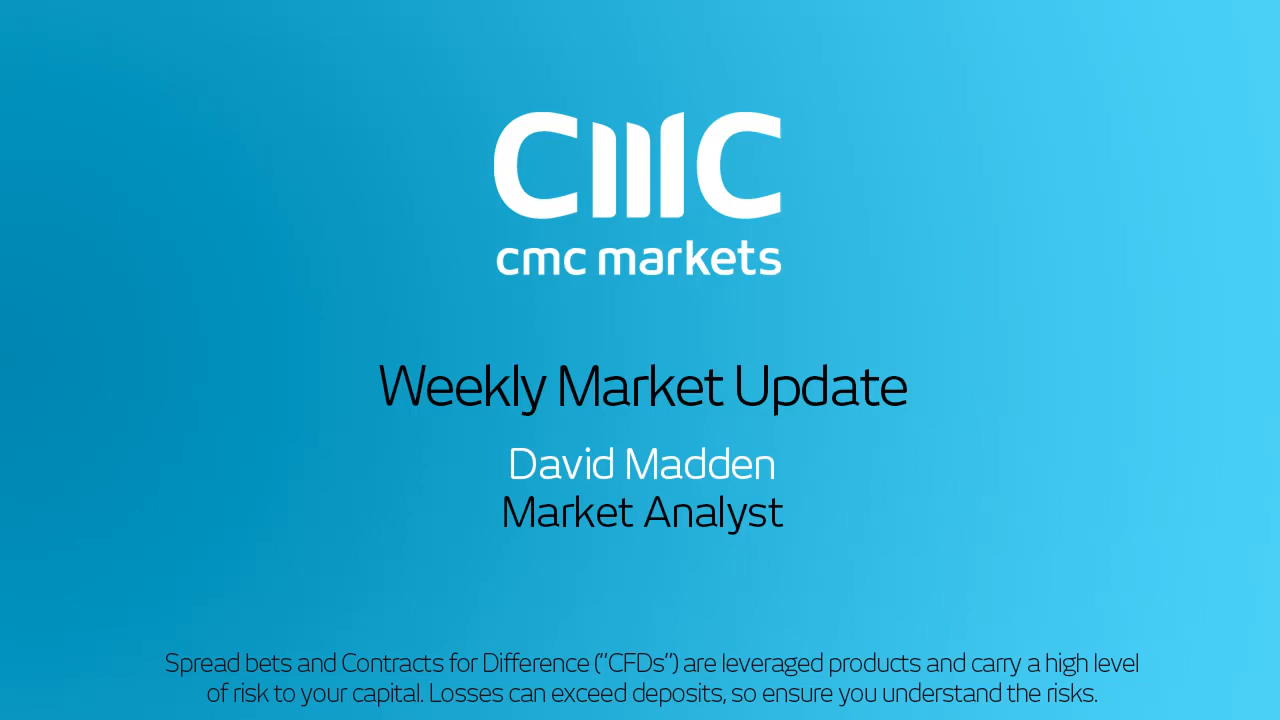 CMC
cmc markets
Weekly Market Update
David Madden
Market Analyst
Spread bets and Contracts for Difference (”CFDs”) are leveraged products and carry a high level
of risk to your capital. Losses can exceed deposits, so ensure you understand the risks.